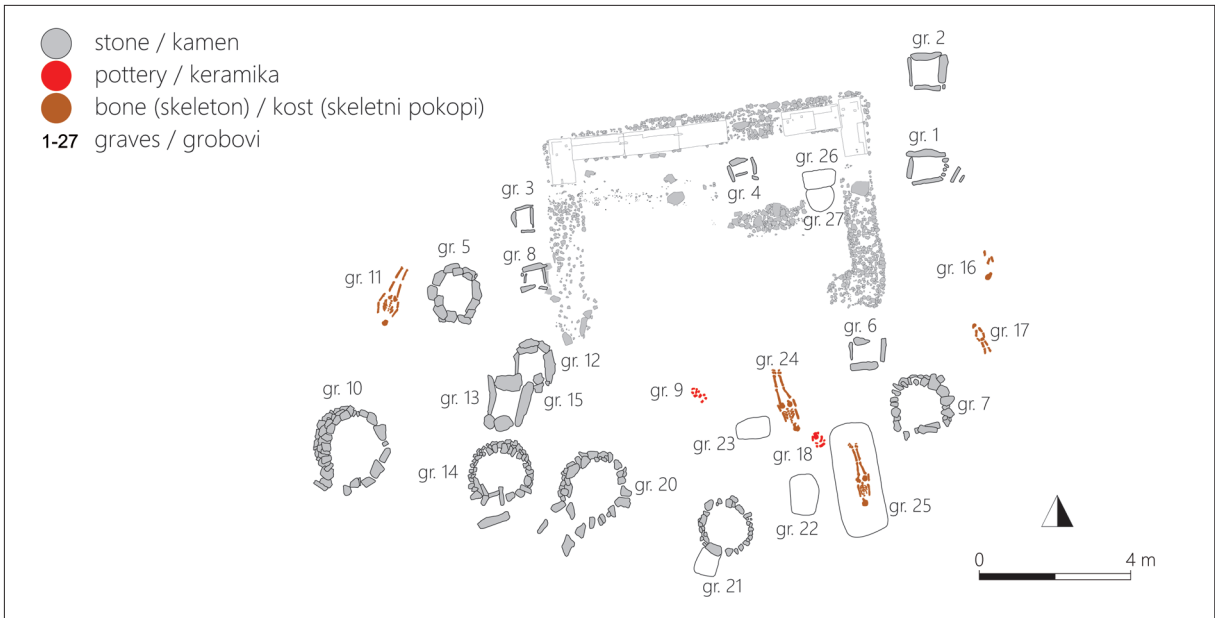 stone / kamen
pottery / keramika
bone (skeleton) / kost (skeletni pokopi)
1-27 graves / grobovi
gr. 2
gr. 1
gr. 26
gr. 4
gr. 27
gr. 3
gr. 5
gr. 8
gr. 11
gr. 16
gr. 17
gr. 6
gr. 12
gr. 24
gr. 10
gr. 13
gr. 15
gr. 9
gr. 7
gr. 23
gr. 18
gr. 14
gr. 20
gr. 22
gr. 25
gr. 21
0 4 m